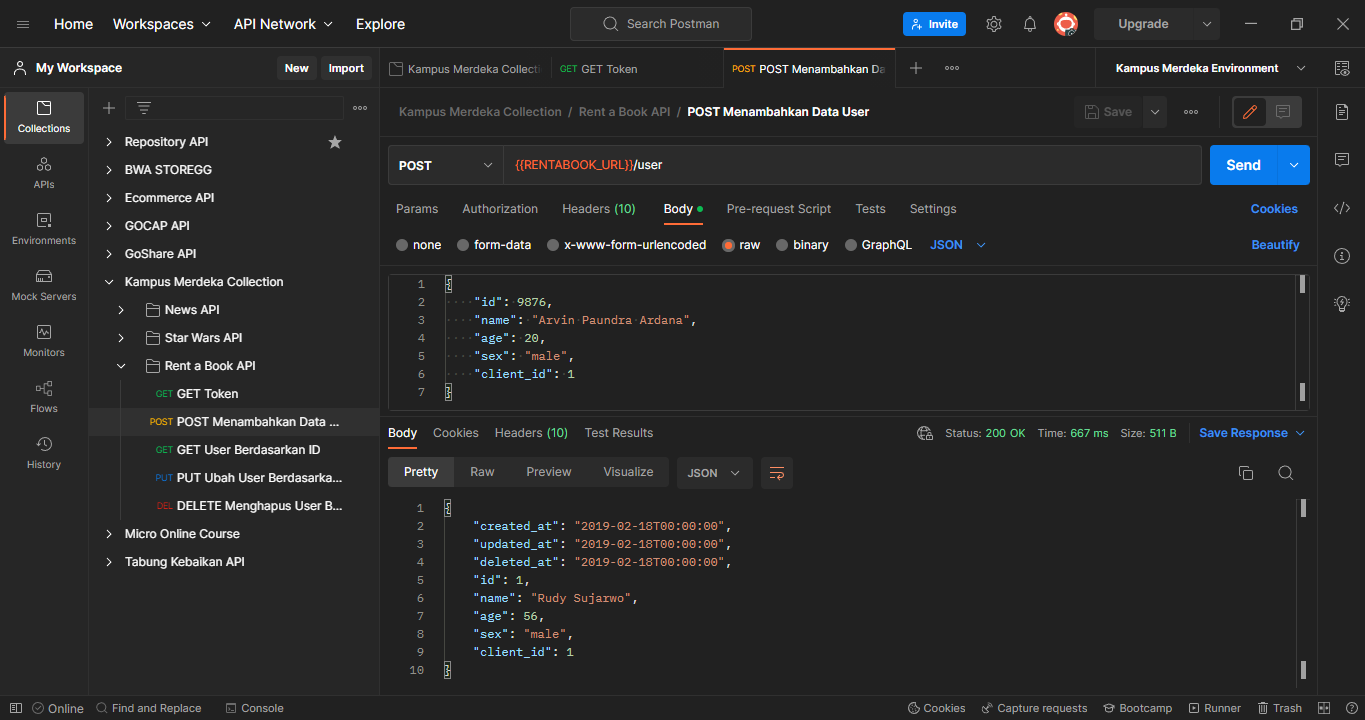 Home Workspaces API Network Explore Search Postman Invite Upgrade
My Workspace New Import
Kampus Merdeka Collecti GET GET Token POST POST Menambahkan Da Kampus Merdeka Environment
Collections
APIs
Environments
Mock Servers
Monitors
Flows
History
Repository API
BWA STOREGG
Ecommerce API
GOCAP API
GoShare API
Kampus Merdeka Collection
News API
Star Wars API
Rent a Book API
GET GET Token
POST POST Menambahkan Data ...
GET GET User Berdasarkan ID
PUT PUT Ubah User Berdasarka...
DEL DELETE Menghapus User B...
Micro Online Course
Tabung Kebaikan API
Kampus Merdeka Collection / Rent a Book API / POST Menambahkan Data User Save
POST {{RENTABOOK_URL}}/user Send
Params Authorization Headers (10) Body Pre-request Script Tests Settings Cookies
none form-data x-www-form-urlencoded raw binary GraphQL JSON Beautify
1 {
2 "id": 9876,
3 "name": "Arvin Paundra Ardana",
4 "age": 20,
5 "sex": "male",
6 "client_id": 1
7 }
Body Cookies Headers (10) Test Results Status: 200 OK Time: 667 ms Size: 511 B Save Response
Pretty Raw Preview Visualize JSON
1 {
2 "created_at": "2019-02-18T00:00:00",
3 "updated_at": "2019-02-18T00:00:00",
4 "deleted_at": "2019-02-18T00:00:00",
5 "id": 1,
6 "name": "Rudy Sujarwo",
7 "age": 56,
8 "sex": "male",
9 "client_id": 1
10 }
Online Find and Replace Console Cookies Capture requests Bootcamp Runner Trash